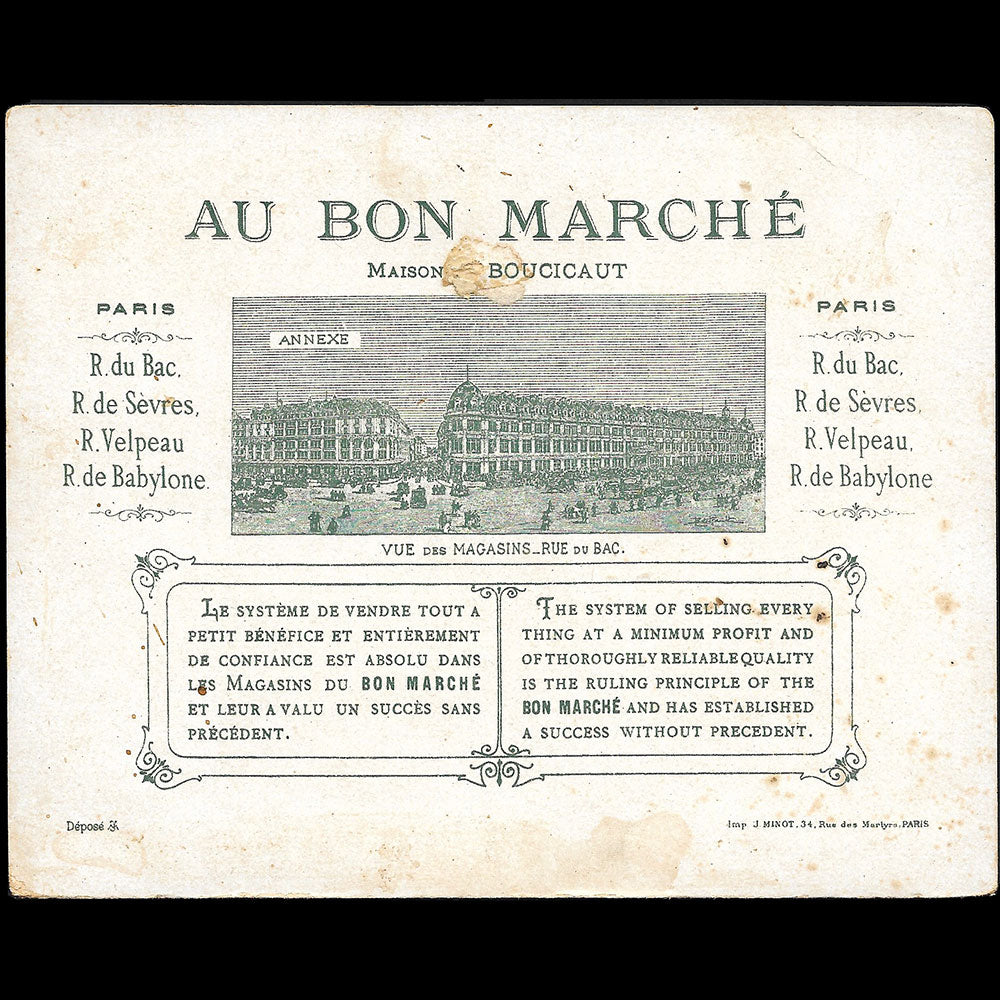 AU BON MARCHÉ
MAISON BOUCICAUT
PARIS
R. du Bac,
R. de Sèvres,
R. Velpeau
R. de Babylone.
ANNEXE
PARIS
R. du Bac,
R. de Sèvres,
R. Velpeau,
R. de Babylone
VUE DES MAGASINS_RUE DU BAC.
LE SYSTÈME DE VENDRE TOUT A
PETIT BÉNÉFICE ET ENTIÈREMENT
DE CONFIANCE EST ABSOLU DANS
LES MAGASINS DU BON MARCHÉ
ET LEUR A VALU UN SUCCÈS SANS
PRÉCÉDENT.
THE SYSTEM OF SELLING EVERY
THING AT A MINIMUM PROFIT AND
OF THOROUGHLY RELIABLE QUALITY
IS THE RULING PRINCIPLE OF THE
BON MARCHÉ AND HAS ESTABLISHED
A SUCCESS WITHOUT PRECEDENT.
Déposé
Imp. J. MINOT, 34, Rue des Martyrs, PARIS